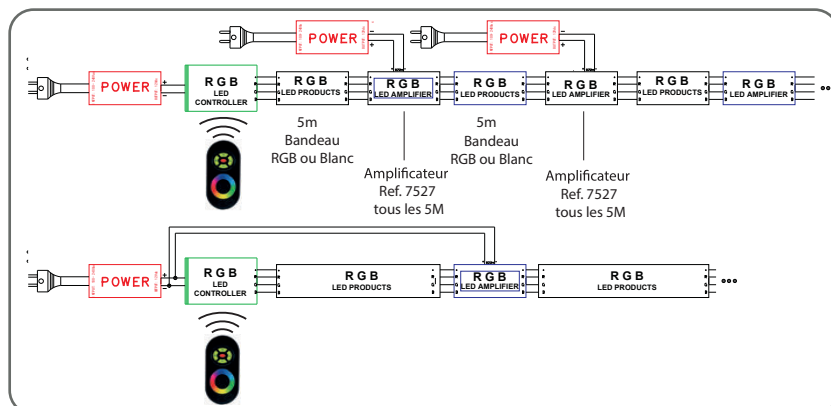 POWER
POWER
POWER
RGB
LED
CONTROLLER
RGB
LED PRODUCTS
RGB
LED AMPLIFIER
RGB
LED PRODUCTS
RGB
LED AMPLIFIER
RGB
LED PRODUCTS
RGB
LED AMPLIFIER
5m
Bandeau
RGB ou Blanc
Amplificateur
Ref. 7527
tous les 5M
5m
Bandeau
RGB ou Blanc
Amplificateur
Ref. 7527
tous les 5M
POWER
RGB
LED
CONTROLLER
RGB
LED PRODUCTS
RGB
LED AMPLIFIER
RGB
LED PRODUCTS